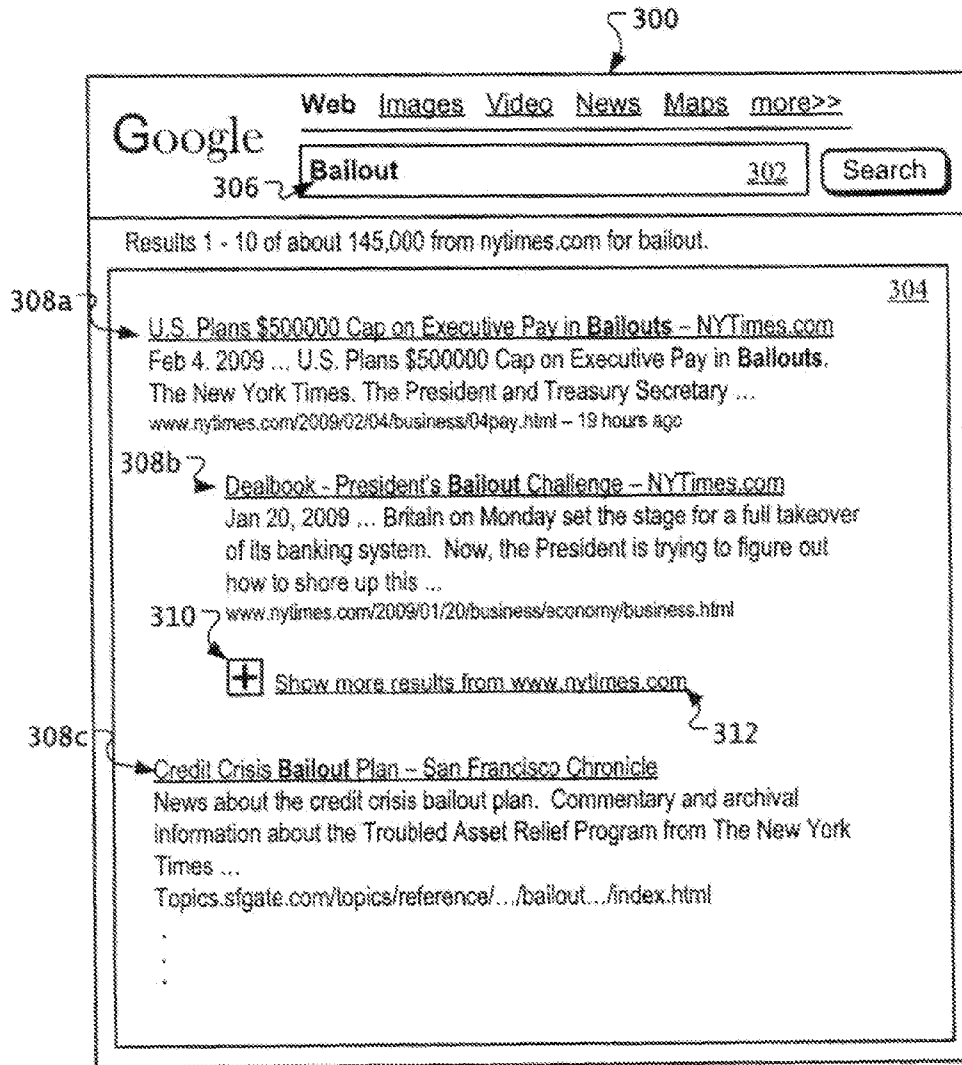 300
Web Images Video News Maps more>>
Google
306 Bailout 302 Search
Results 1 - 10 of about 145,000 from nytimes.com for bailout.
304
308a
U.S. Plans $500000 Cap on Executive Pay in Bailouts – NYTimes.com
Feb 4. 2009 ... U.S. Plans $500000 Cap on Executive Pay in Bailouts.
The New York Times. The President and Treasury Secretary ...
www.nytimes.com/2009/02/04/business/04pay.html – 19 hours ago
308b
Dealbook - President's Bailout Challenge – NYTimes.com
Jan 20, 2009 ... Britain on Monday set the stage for a full takeover
of its banking system. Now, the President is trying to figure out
how to shore up this ...
310 www.nytimes.com/2009/01/20/business/economy/business.html
+ Show more results from www.nytimes.com
312
308c
Credit Crisis Bailout Plan – San Francisco Chronicle
News about the credit crisis bailout plan. Commentary and archival
information about the Troubled Asset Relief Program from The New York
Times ...
Topics.sfgate.com/topics/reference/.../bailout.../index.html